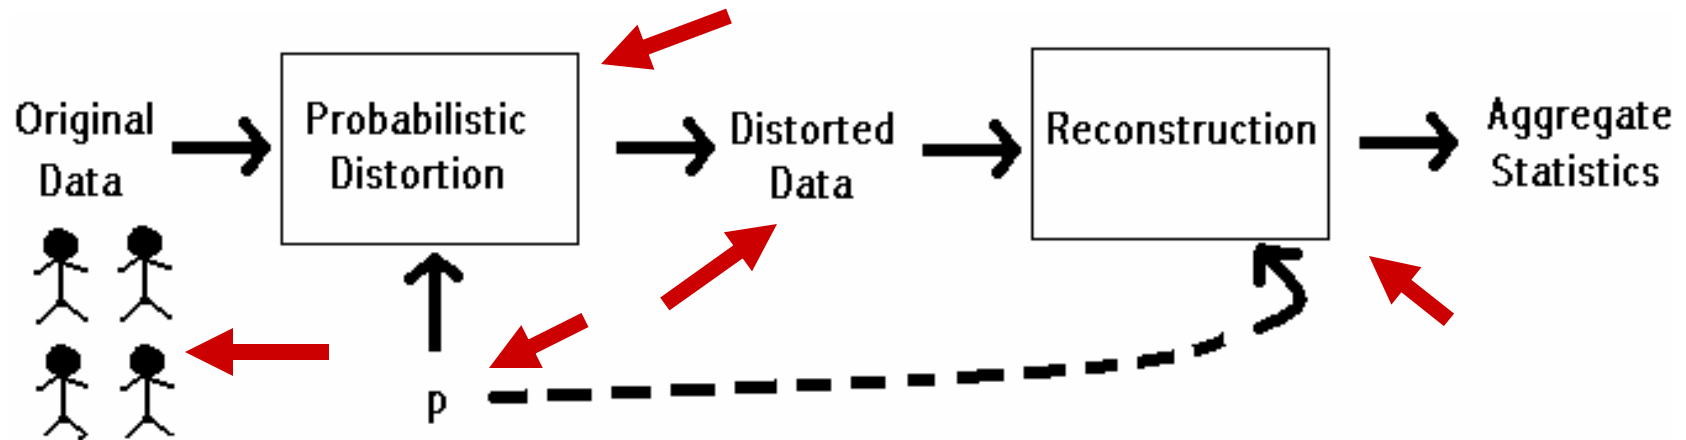 Original
Data
Probabilistic
Distortion
Distorted
Data
Reconstruction
Aggregate
Statistics
p